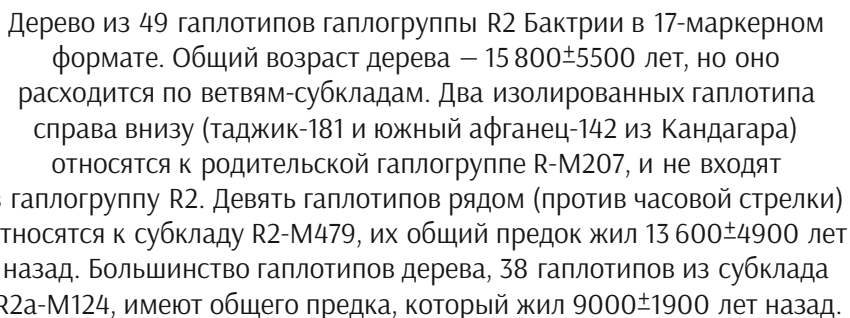 Дерево из 49 гаплотипов гаплогруппы R2 Бактрии в 17-маркерном
формате. Общий возраст дерева — 15 800±5500 лет, но оно
расходится по ветвям-субкладам. Два изолированных гаплотипа
справа внизу (таджик-181 и южный афганец-142 из Кандагара)
относятся к родительской гаплогруппе R-M207, и не входят
в гаплогруппу R2. Девять гаплотипов рядом (против часовой стрелки)
относятся к субкладу R2-M479, их общий предок жил 13 600±4900 лет
назад. Большинство гаплотипов дерева, 38 гаплотипов из субклада
R2a-M124, имеют общего предка, который жил 9000±1900 лет назад.